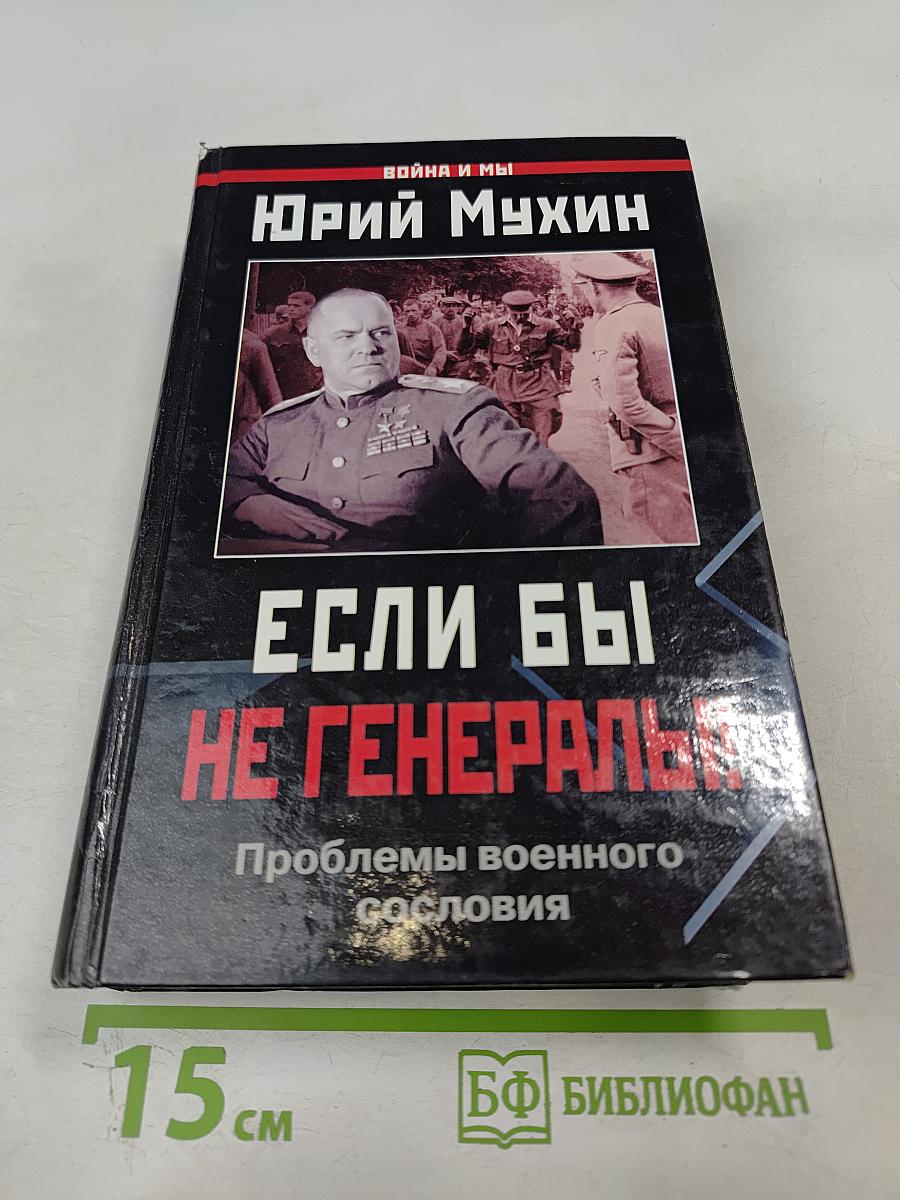 ВОЙНА И МЫ
ЮРИЙ МУХИН
ЕСЛИ БЫ
НЕ ГЕНЕРАЛЫ!
Проблемы военного
сословия
15 см
БФ БИБЛИОФАН